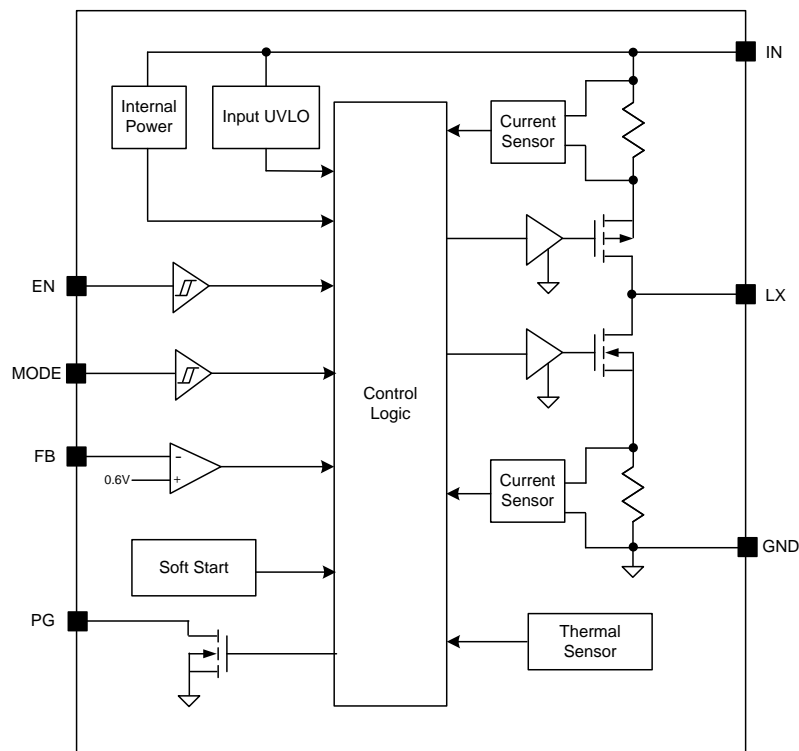 IN
Internal
Power
Input UVLO
Current
Sensor
EN
LX
MODE
Control
Logic
FB
-
0.6V
+
Current
Sensor
GND
Soft Start
PG
Thermal
Sensor